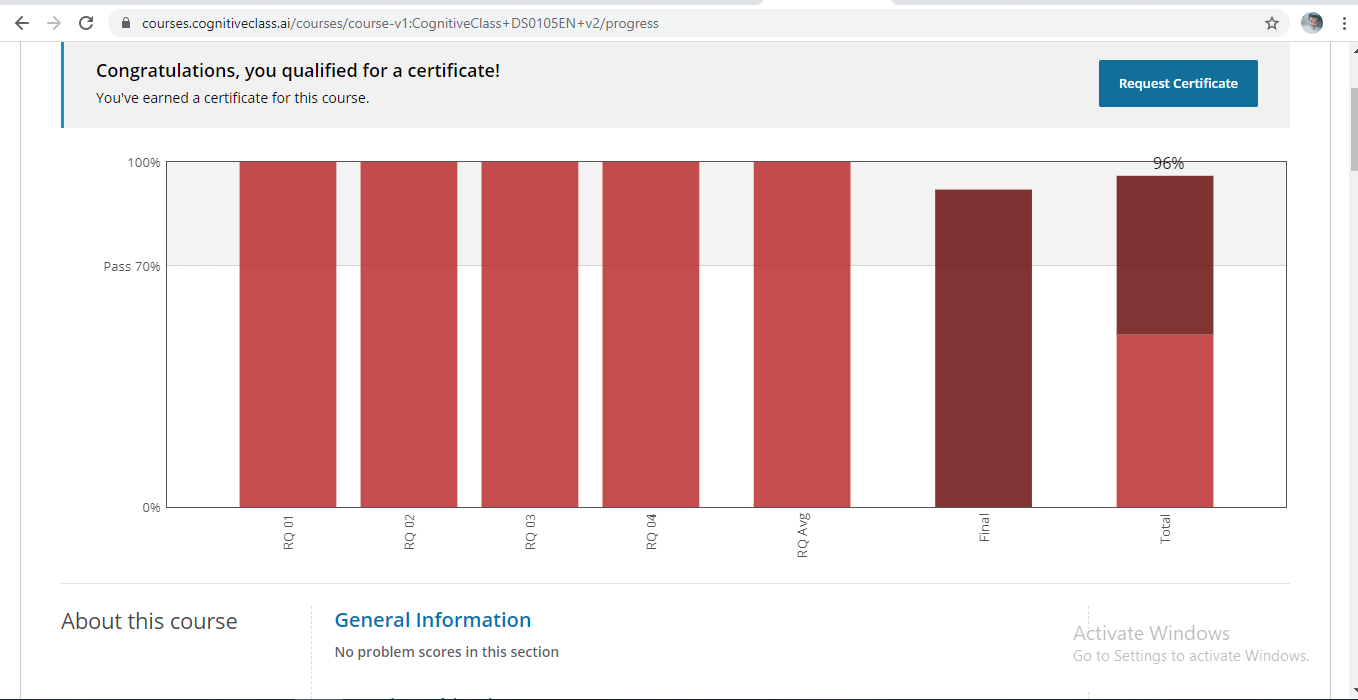 courses.cognitiveclass.ai/courses/course-v1:CognitiveClass+DS0105EN+v2/progress
Congratulations, you qualified for a certificate!
You've earned a certificate for this course.
Request Certificate
100%
96%
Pass 70%
0%
RQ 01
RQ 02
RQ 03
RQ 04
RQ Avg
Final
Total
About this course
General Information
No problem scores in this section
Activate Windows
Go to Settings to activate Windows.